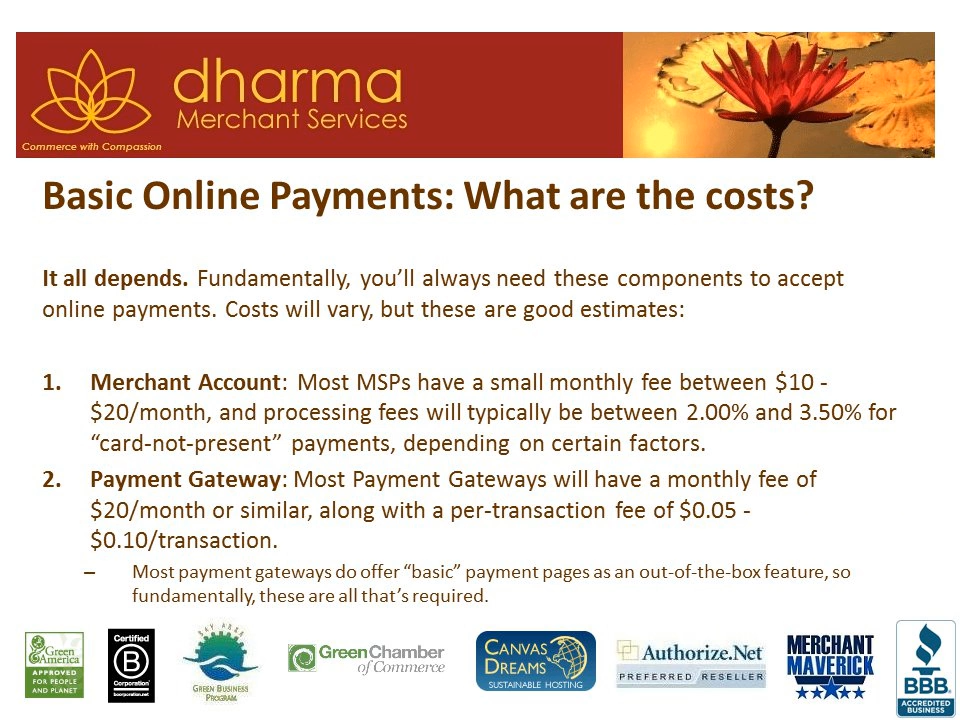 dharma
Merchant Services
Commerce with Compassion
Basic Online Payments: What are the costs?
It all depends. Fundamentally, you’ll always need these components to accept
online payments. Costs will vary, but these are good estimates:
1. Merchant Account: Most MSPs have a small monthly fee between $10 -
$20/month, and processing fees will typically be between 2.00% and 3.50% for
“card-not-present” payments, depending on certain factors.
2. Payment Gateway: Most Payment Gateways will have a monthly fee of
$20/month or similar, along with a per-transaction fee of $0.05 -
$0.10/transaction.
– Most payment gateways do offer “basic” payment pages as an out-of-the-box feature, so
fundamentally, these are all that’s required.
Green
America
APPROVED
FOR PEOPLE
AND PLANET
Certified
B
Corporation
bcorporation.net
BAY AREA
GREEN BUSINESS
PROGRAM
GreenChamber
of Commerce
CANVAS
DREAMS
SUSTAINABLE HOSTING
Authorize.Net
PREFERRED RESELLER
MERCHANT
MAVERICK
BBB
ACCREDITED
BUSINESS